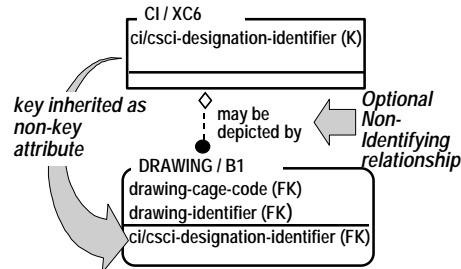 CI / XC6
ci/csci-designation-identifier (K)
key inherited as
non-key
attribute
may be
depicted by
Optional
Non-
Identifying
relationship
DRAWING / B1
drawing-cage-code (FK)
drawing-identifier (FK)
ci/csci-designation-identifier (FK)